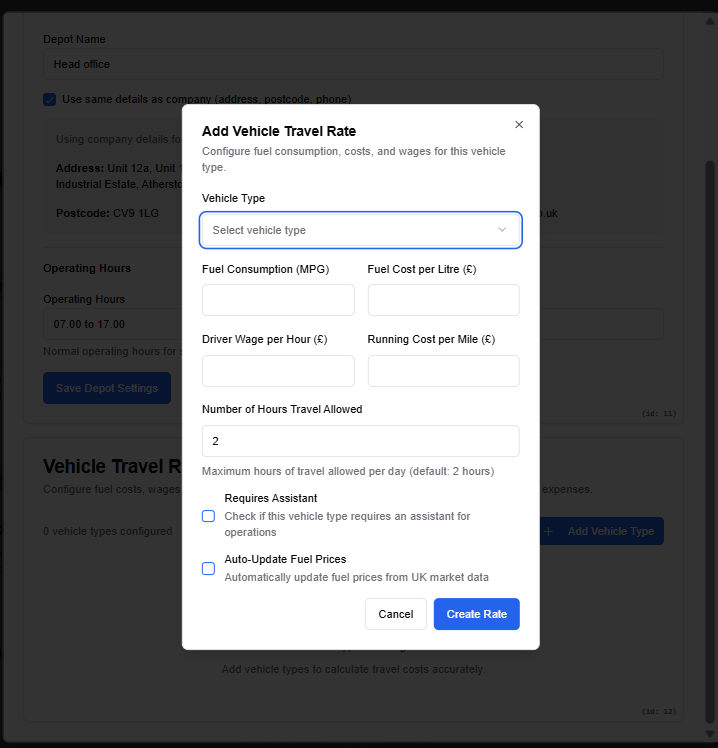 Depot Name
Head office
Use same details as company (address, postcode, phone)
Using company details fo
Address: Unit 12a, Unit
Industrial Estate, Athersto
Postcode: CV9 1LG
o.uk
Operating Hours
Operating Hours
07.00 to 17.00
Normal operating hours for
Save Depot Settings
(id: 11)
Vehicle Travel R
Configure fuel costs, wages
expenses.
0 vehicle types configured
+ Add Vehicle Type
Add vehicle types to calculate travel costs accurately.
(id: 12)
Add Vehicle Travel Rate
Configure fuel consumption, costs, and wages for this vehicle
type.
Vehicle Type
Select vehicle type
Fuel Consumption (MPG)
Fuel Cost per Litre (£)
Driver Wage per Hour (£)
Running Cost per Mile (£)
Number of Hours Travel Allowed
2
Maximum hours of travel allowed per day (default: 2 hours)
Requires Assistant
Check if this vehicle type requires an assistant for
operations
Auto-Update Fuel Prices
Automatically update fuel prices from UK market data
Cancel
Create Rate